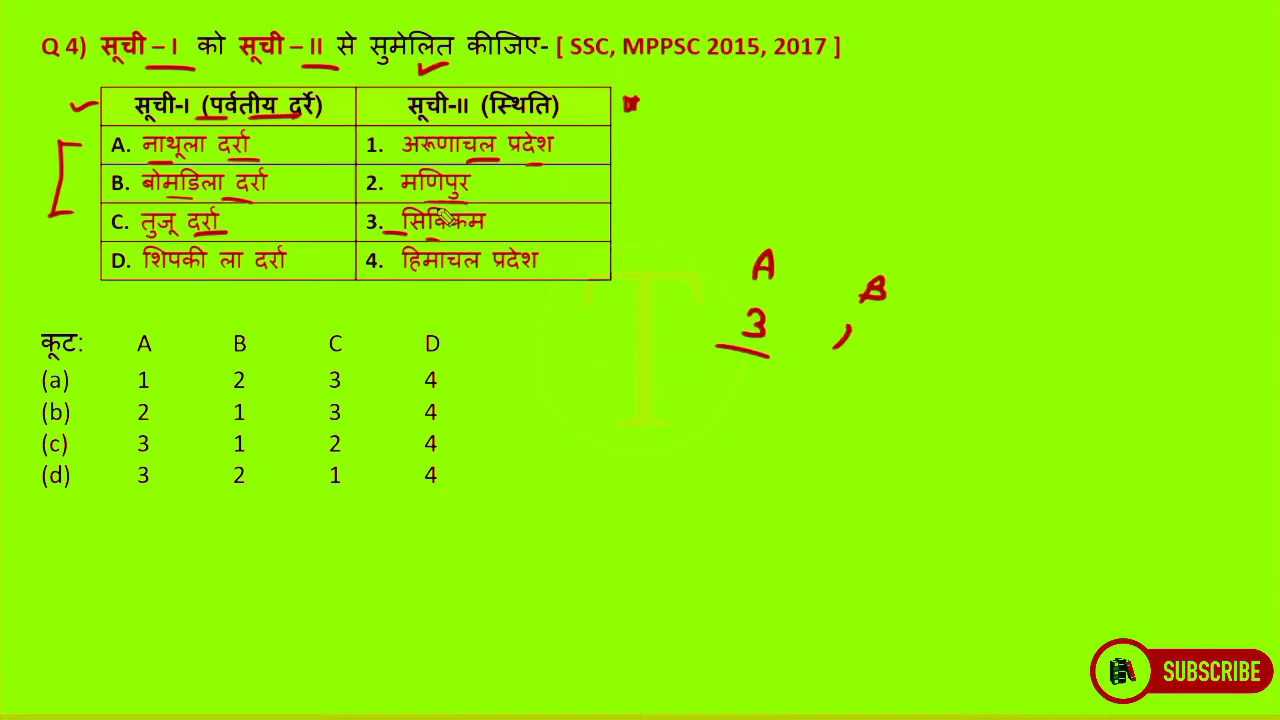 Q 4) सूची – I को सूची – II से सुमेलित कीजिए- [ SSC, MPPSC 2015, 2017 ]
सूची-I (पर्वतीय दर्रे) सूची-II (स्थिति)
A. नाथूला दर्रा 1. अरूणाचल प्रदेश
B. बोमडिला दर्रा 2. मणिपुर
C. तुजू दर्रा 3. सिक्किम
D. शिपकी ला दर्रा 4. हिमाचल प्रदेश
A
B
3 ,
कूट: A B C D
(a) 1 2 3 4
(b) 2 1 3 4
(c) 3 1 2 4
(d) 3 2 1 4
T
SUBSCRIBE